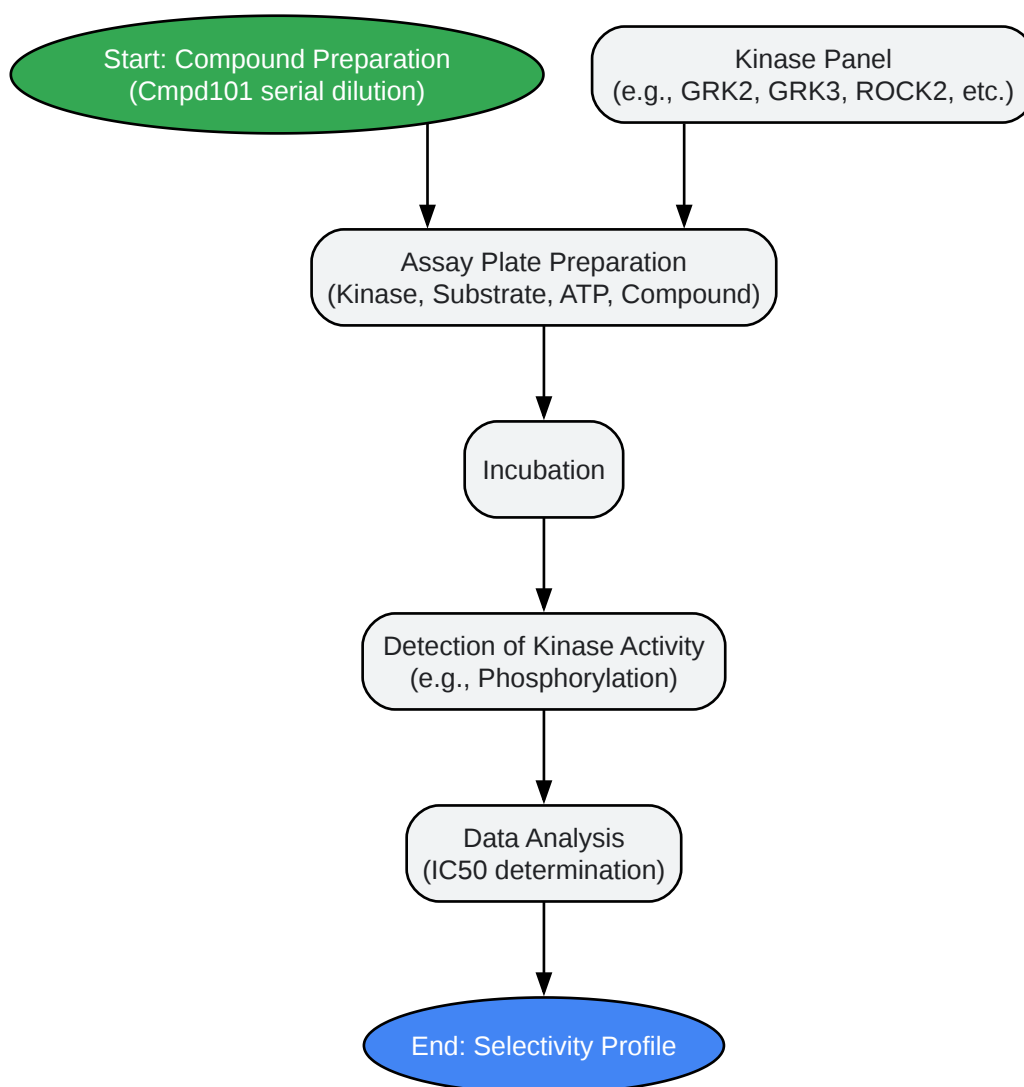 Start: Compound Preparation
(Cmpd101 serial dilution)
Kinase Panel
(e.g., GRK2, GRK3, ROCK2, etc.)
Assay Plate Preparation
(Kinase, Substrate, ATP, Compound)
Incubation
Detection of Kinase Activity
(e.g., Phosphorylation)
Data Analysis
(IC50 determination)
End: Selectivity Profile